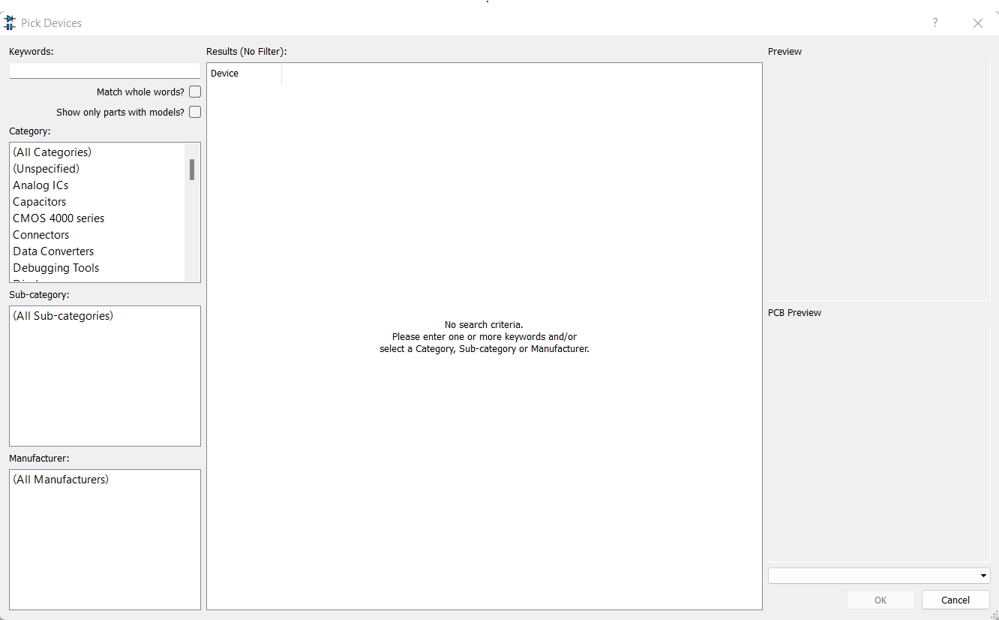 Pick Devices
?
Keywords:
Match whole words?
Show only parts with models?
Category:
(All Categories)
(Unspecified)
Analog ICs
Capacitors
CMOS 4000 series
Connectors
Data Converters
Debugging Tools
Sub-category:
(All Sub-categories)
Manufacturer:
(All Manufacturers)
Results (No Filter):
Device
No search criteria.
Please enter one or more keywords and/or
select a Category, Sub-category or Manufacturer.
Preview
PCB Preview
OK
Cancel